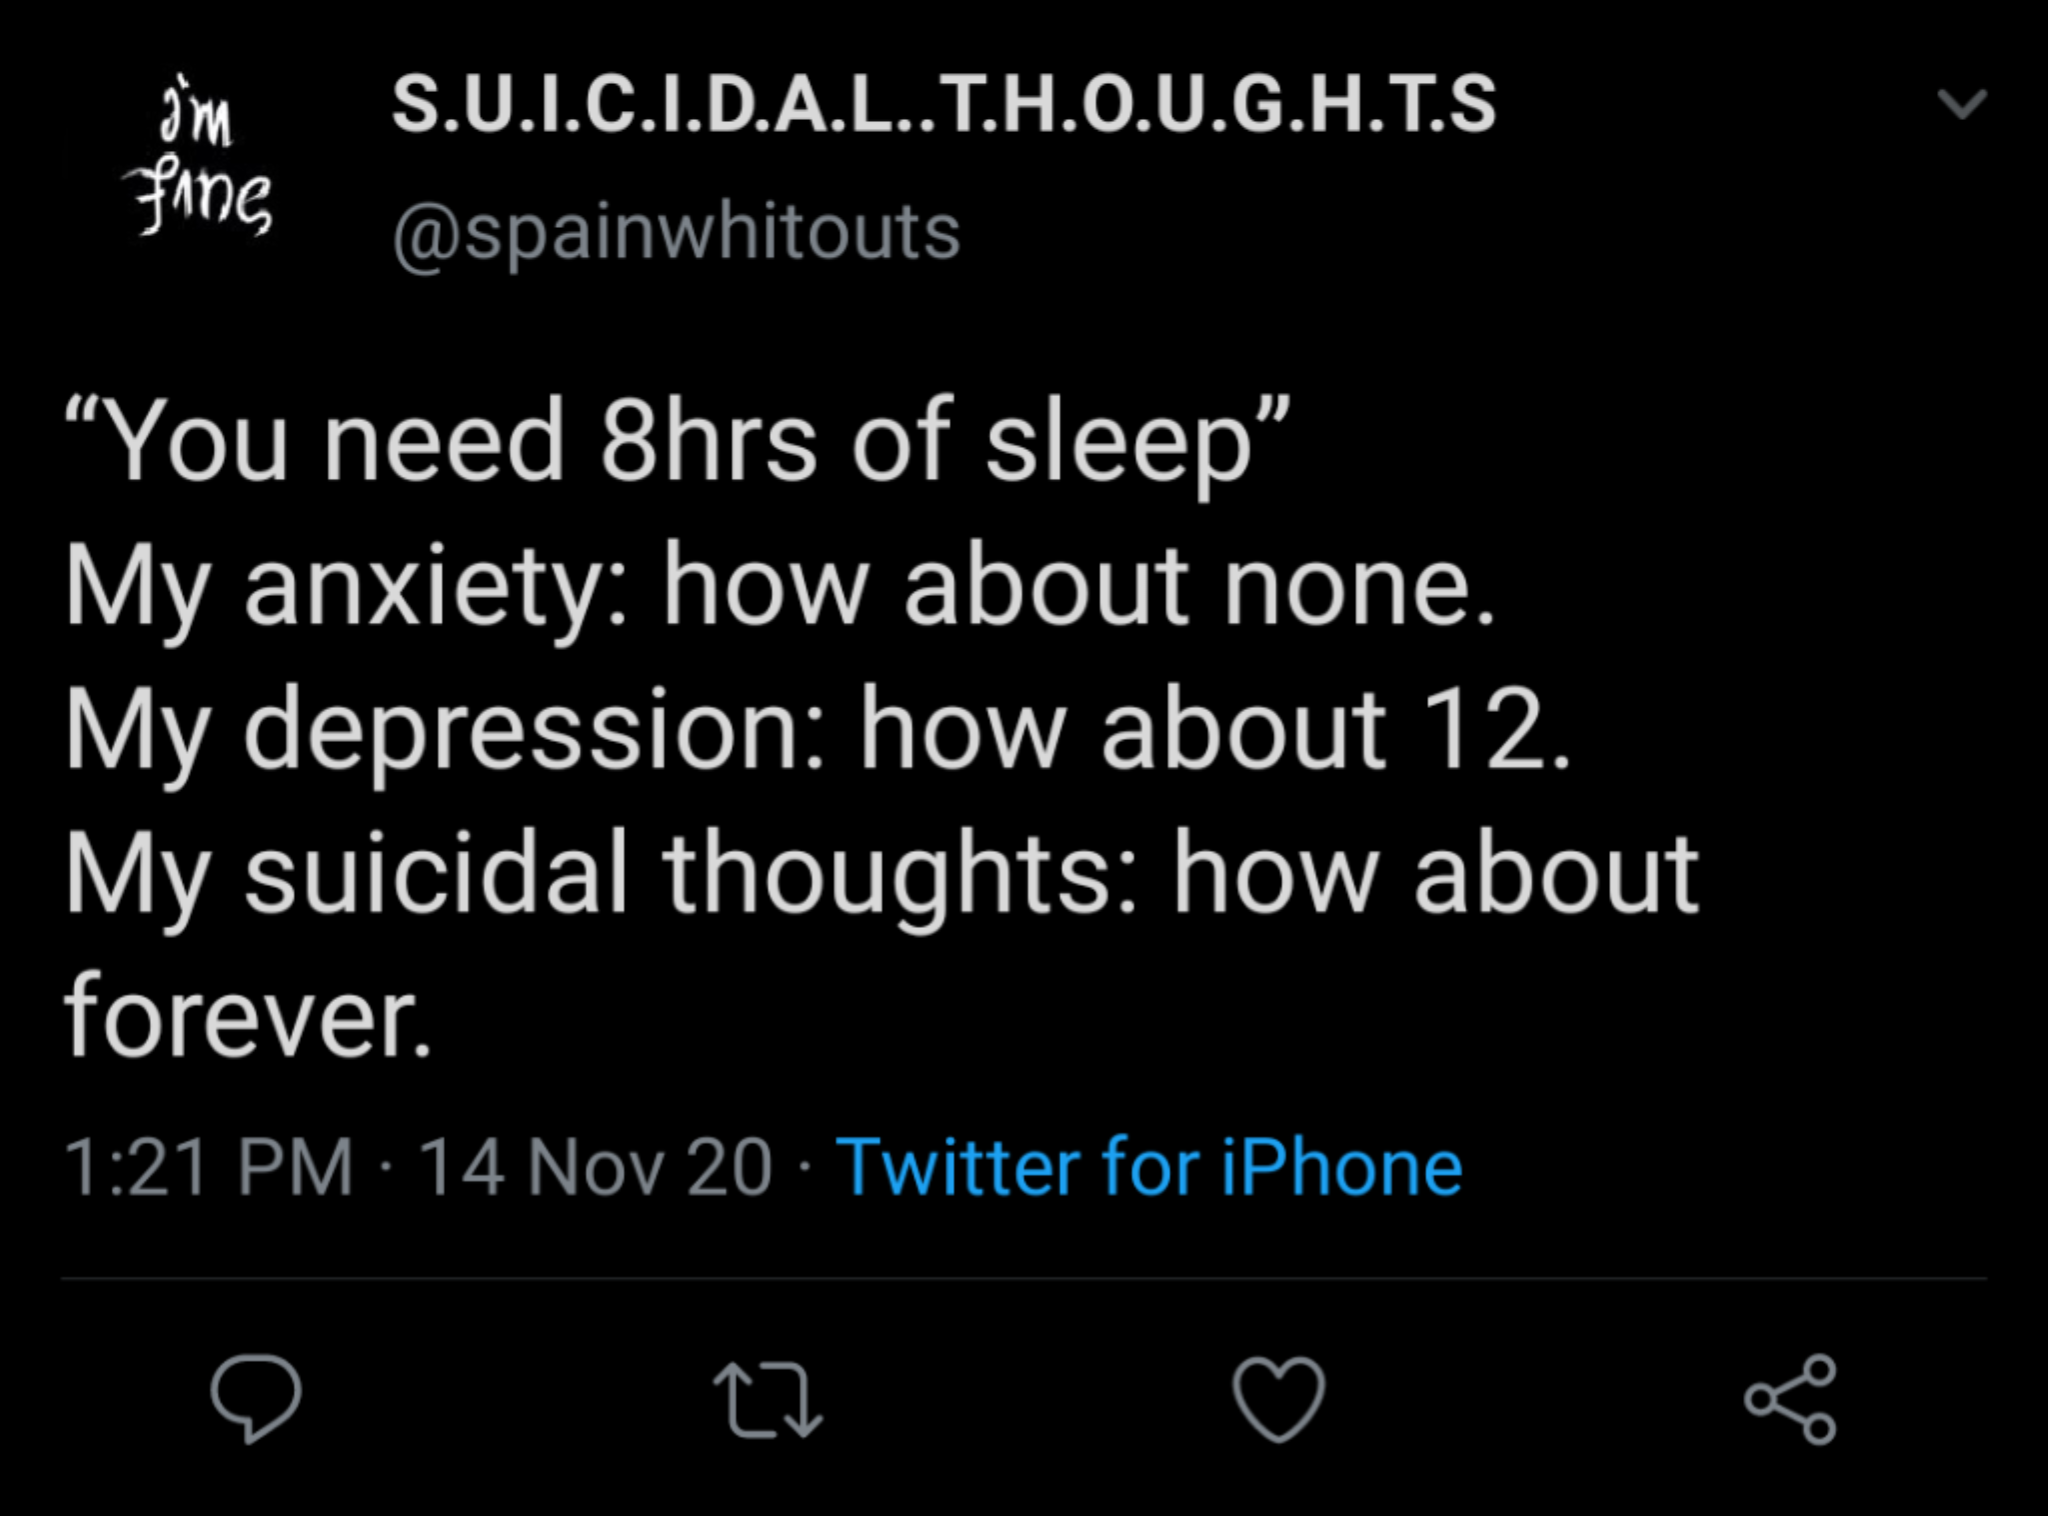 i'm
fine
S.U.I.C.I.D.A.L..T.H.O.U.G.H.T.S
@spainwhitouts
“You need 8hrs of sleep”
My anxiety: how about none.
My depression: how about 12.
My suicidal thoughts: how about
forever.
1:21 PM · 14 Nov 20 · Twitter for iPhone